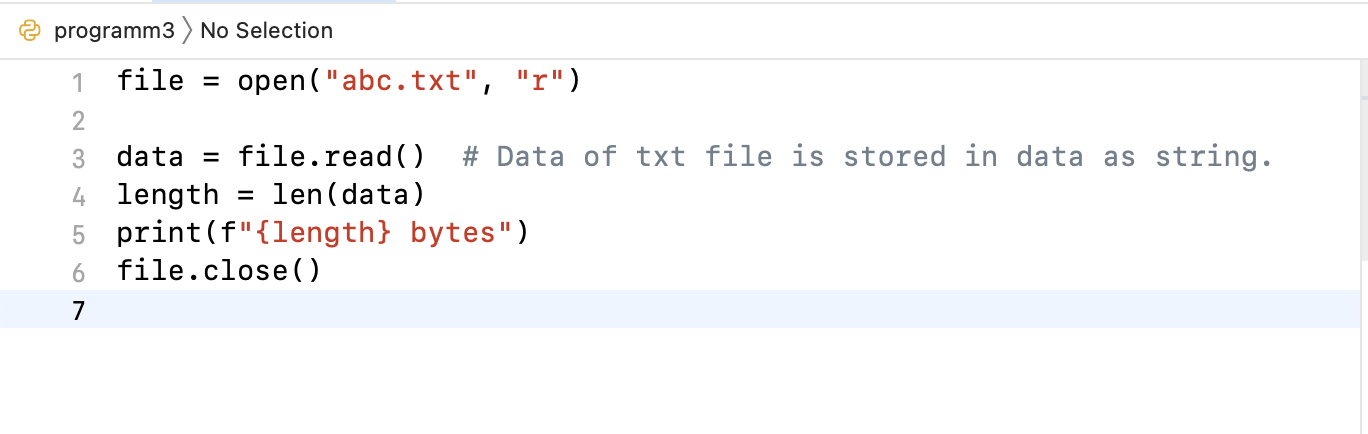 programm3 〉 No Selection
1 file = open("abc.txt", "r")
2
3 data = file.read()  # Data of txt file is stored in data as string.
4 length = len(data)
5 print(f"{length} bytes")
6 file.close()
7